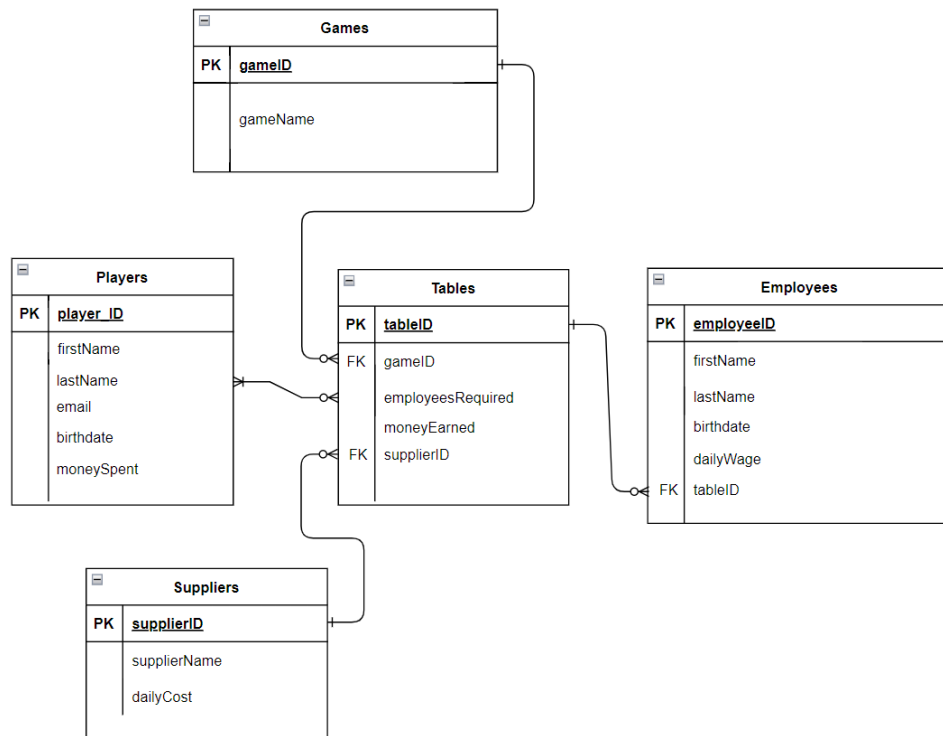 Games
PK gameID
gameName
Players
PK player_ID
firstName
lastName
email
birthdate
moneySpent
Tables
PK tableID
FK gameID
employeesRequired
moneyEarned
FK supplierID
Employees
PK employeeID
firstName
lastName
birthdate
dailyWage
FK tableID
Suppliers
PK supplierID
supplierName
dailyCost